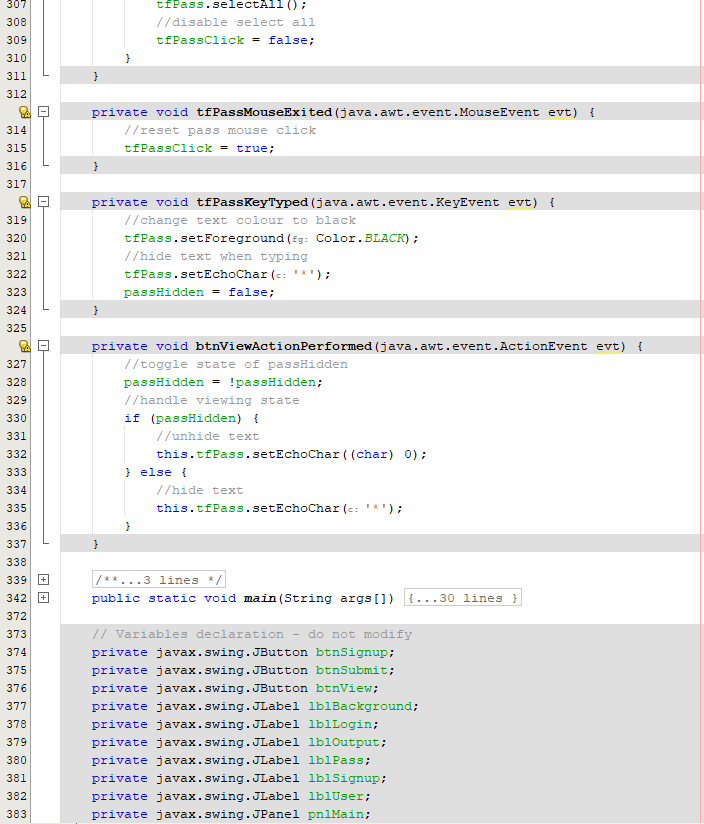 307 tfPass.selectAll();
308 //disable select all
309 tfPassClick = false;
310 }
311 }
312
private void tfPassMouseExited(java.awt.event.MouseEvent evt) {
314 //reset pass mouse click
315 tfPassClick = true;
316 }
317
private void tfPassKeyTyped(java.awt.event.KeyEvent evt) {
319 //change text colour to black
320 tfPass.setForeground(fg: Color.BLACK);
321 //hide text when typing
322 tfPass.setEchoChar(c: '*');
323 passHidden = false;
324 }
325
private void btnViewActionPerformed(java.awt.event.ActionEvent evt) {
327 //toggle state of passHidden
328 passHidden = !passHidden;
329 //handle viewing state
330 if (passHidden) {
331 //unhide text
332 this.tfPass.setEchoChar((char) 0);
333 } else {
334 //hide text
335 this.tfPass.setEchoChar(c: '*');
336 }
337 }
338
339 /**...3 lines */
342 public static void main(String args[]) {...30 lines }
372
373 // Variables declaration - do not modify
374 private javax.swing.JButton btnSignup;
375 private javax.swing.JButton btnSubmit;
376 private javax.swing.JButton btnView;
377 private javax.swing.JLabel lblBackground;
378 private javax.swing.JLabel lblLogin;
379 private javax.swing.JLabel lblOutput;
380 private javax.swing.JLabel lblPass;
381 private javax.swing.JLabel lblSignup;
382 private javax.swing.JLabel lblUser;
383 private javax.swing.JPanel pnlMain;